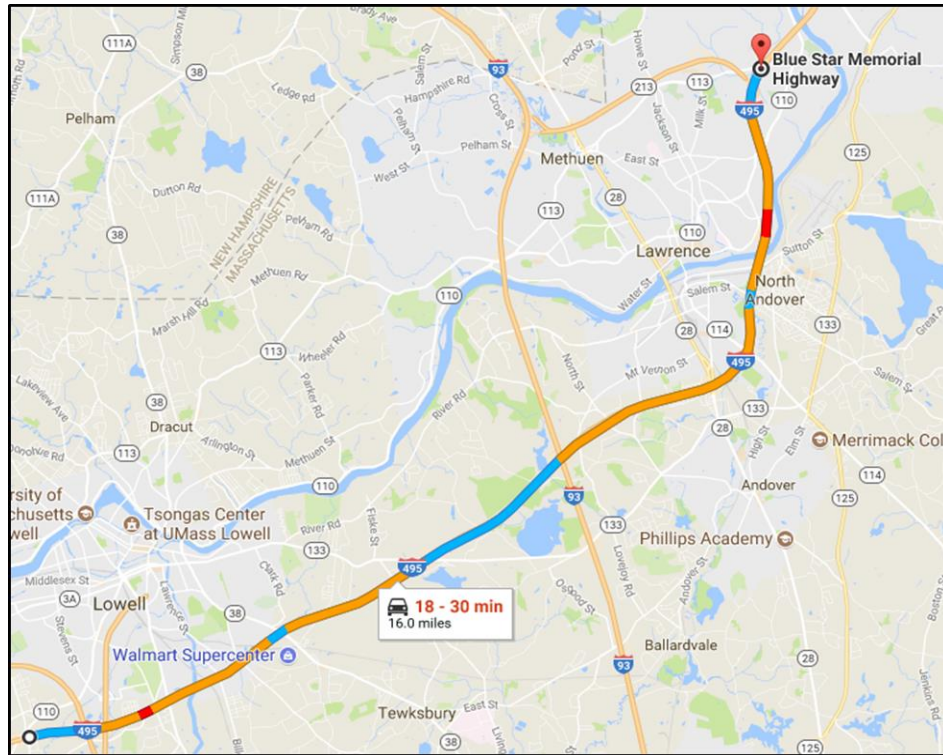 Brady Ave
111A
Simpson Mill
38
Salem St
93
Pond St
Howe St
Blue Star Memorial
Highway
Ledge Rd
Hampshire Rd
Cross St
213
113
110
Pelham
Pelham St
Pelham St
Milk St
Jackson St
495
Methuen
East St
125
West St
111A
Dutton Rd
28
NEW HAMPSHIRE
MASSACHUSETTS
Pelham Rd
113
38
110
Lawrence
Sutton St
Methuen Rd
110
Water St
Salem St
North
Andover
Marsh Hill Rd
Wheeler Rd
28
114
133
113
495
Mt Vernon St
Salem St
North St
Parker Rd
River Rd
Lakeview Ave
38
Dracut
133
28
High St
Elm St
Merrimack Col
113
Arlington St
Methuen St
110
114
93
Andover
125
Tsongas Center
at UMass Lowell
River Rd
Fiske St
133
133
Phillips Academy
Middlesex St
3A
Lowell
Clark Rd
495
Lovejoy Rd
Andover St
Osgood St
18 - 30 min
16.0 miles
Stevens St
Lawrence St
38
Ballardvale
Walmart Supercenter
93
28
Jenkins Rd
110
495
Tewksbury
East St
38
125